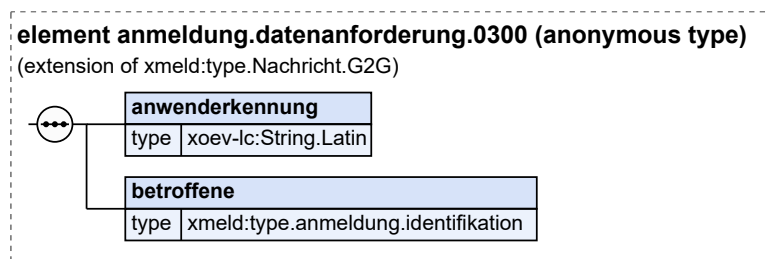 element anmeldung.datenanforderung.0300 (anonymous type)
(extension of xmeld:type.Nachricht.G2G)
anwenderkennung
type xoev-lc:String.Latin
betroffene
type xmeld:type.anmeldung.identifikation